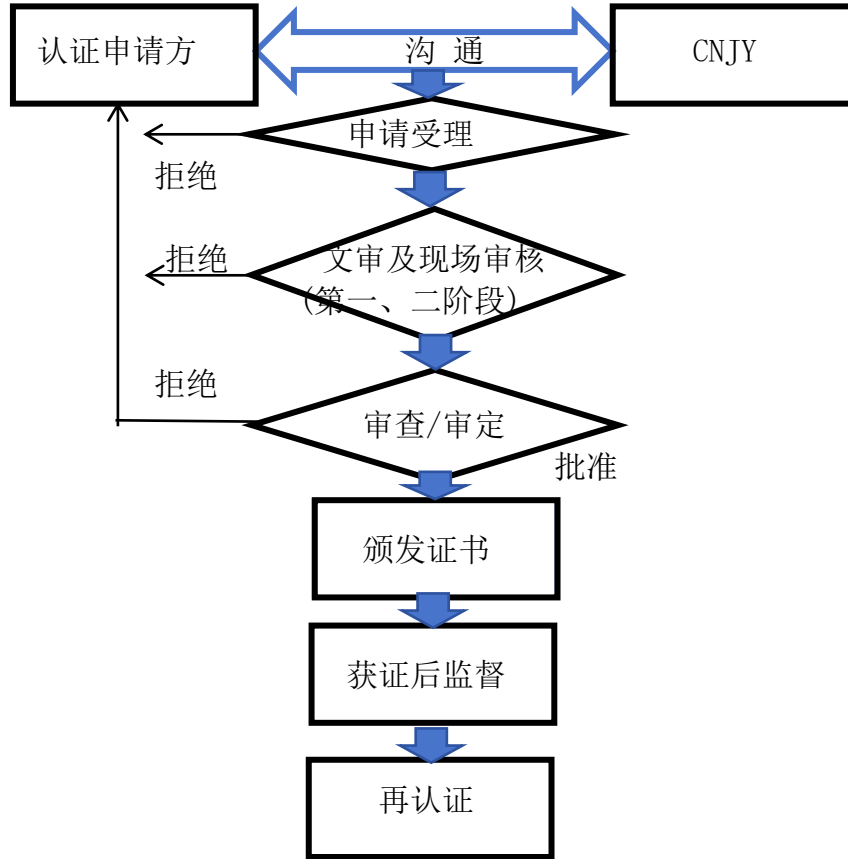 认证申请方
沟 通
CNJY
申请受理
拒绝
拒绝
文审及现场审核
(第一、二阶段)
拒绝
审查/审定
批准
颁发证书
获证后监督
再认证